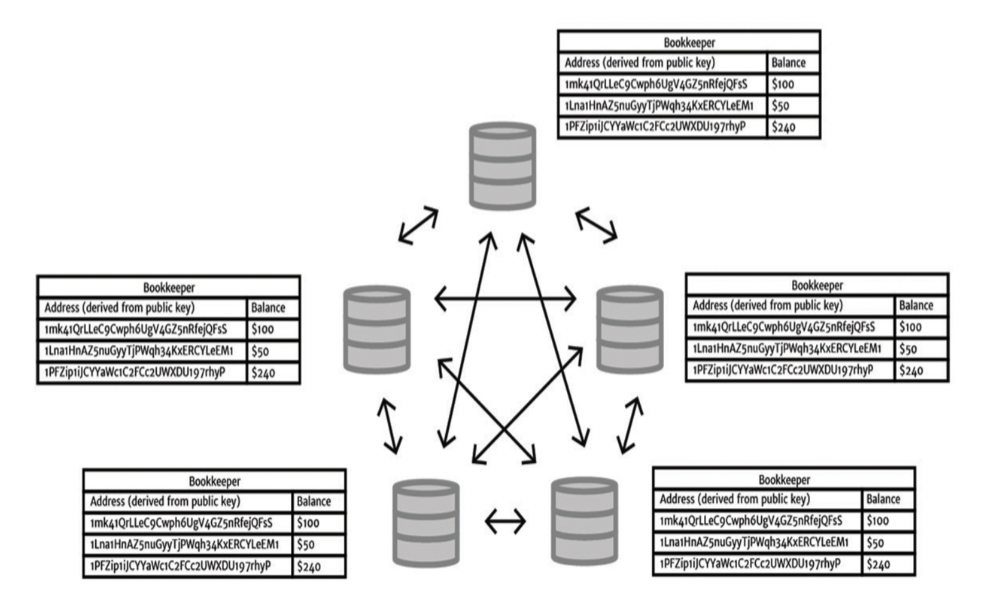 Bookkeeper
Address (derived from public key) Balance
1mk41QrLLeC9Cwph6UgV4GZ5nRfejQFsS $100
1Lna1HnAZ5nuGyyTjPWqh34KxERCYLeEM1 $50
1PFZip1iJCYYaWc1C2FCc2UWXDU197rhyP $240
Bookkeeper
Address (derived from public key) Balance
1mk41QrLLeC9Cwph6UgV4GZ5nRfejQFsS $100
1Lna1HnAZ5nuGyyTjPWqh34KxERCYLeEM1 $50
1PFZip1iJCYYaWc1C2FCc2UWXDU197rhyP $240
Bookkeeper
Address (derived from public key) Balance
1mk41QrLLeC9Cwph6UgV4GZ5nRfejQFsS $100
1Lna1HnAZ5nuGyyTjPWqh34KxERCYLeEM1 $50
1PFZip1iJCYYaWc1C2FCc2UWXDU197rhyP $240
Bookkeeper
Address (derived from public key) Balance
1mk41QrLLeC9Cwph6UgV4GZ5nRfejQFsS $100
1Lna1HnAZ5nuGyyTjPWqh34KxERCYLeEM1 $50
1PFZip1iJCYYaWc1C2FCc2UWXDU197rhyP $240
Bookkeeper
Address (derived from public key) Balance
1mk41QrLLeC9Cwph6UgV4GZ5nRfejQFsS $100
1Lna1HnAZ5nuGyyTjPWqh34KxERCYLeEM1 $50
1PFZip1iJCYYaWc1C2FCc2UWXDU197rhyP $240